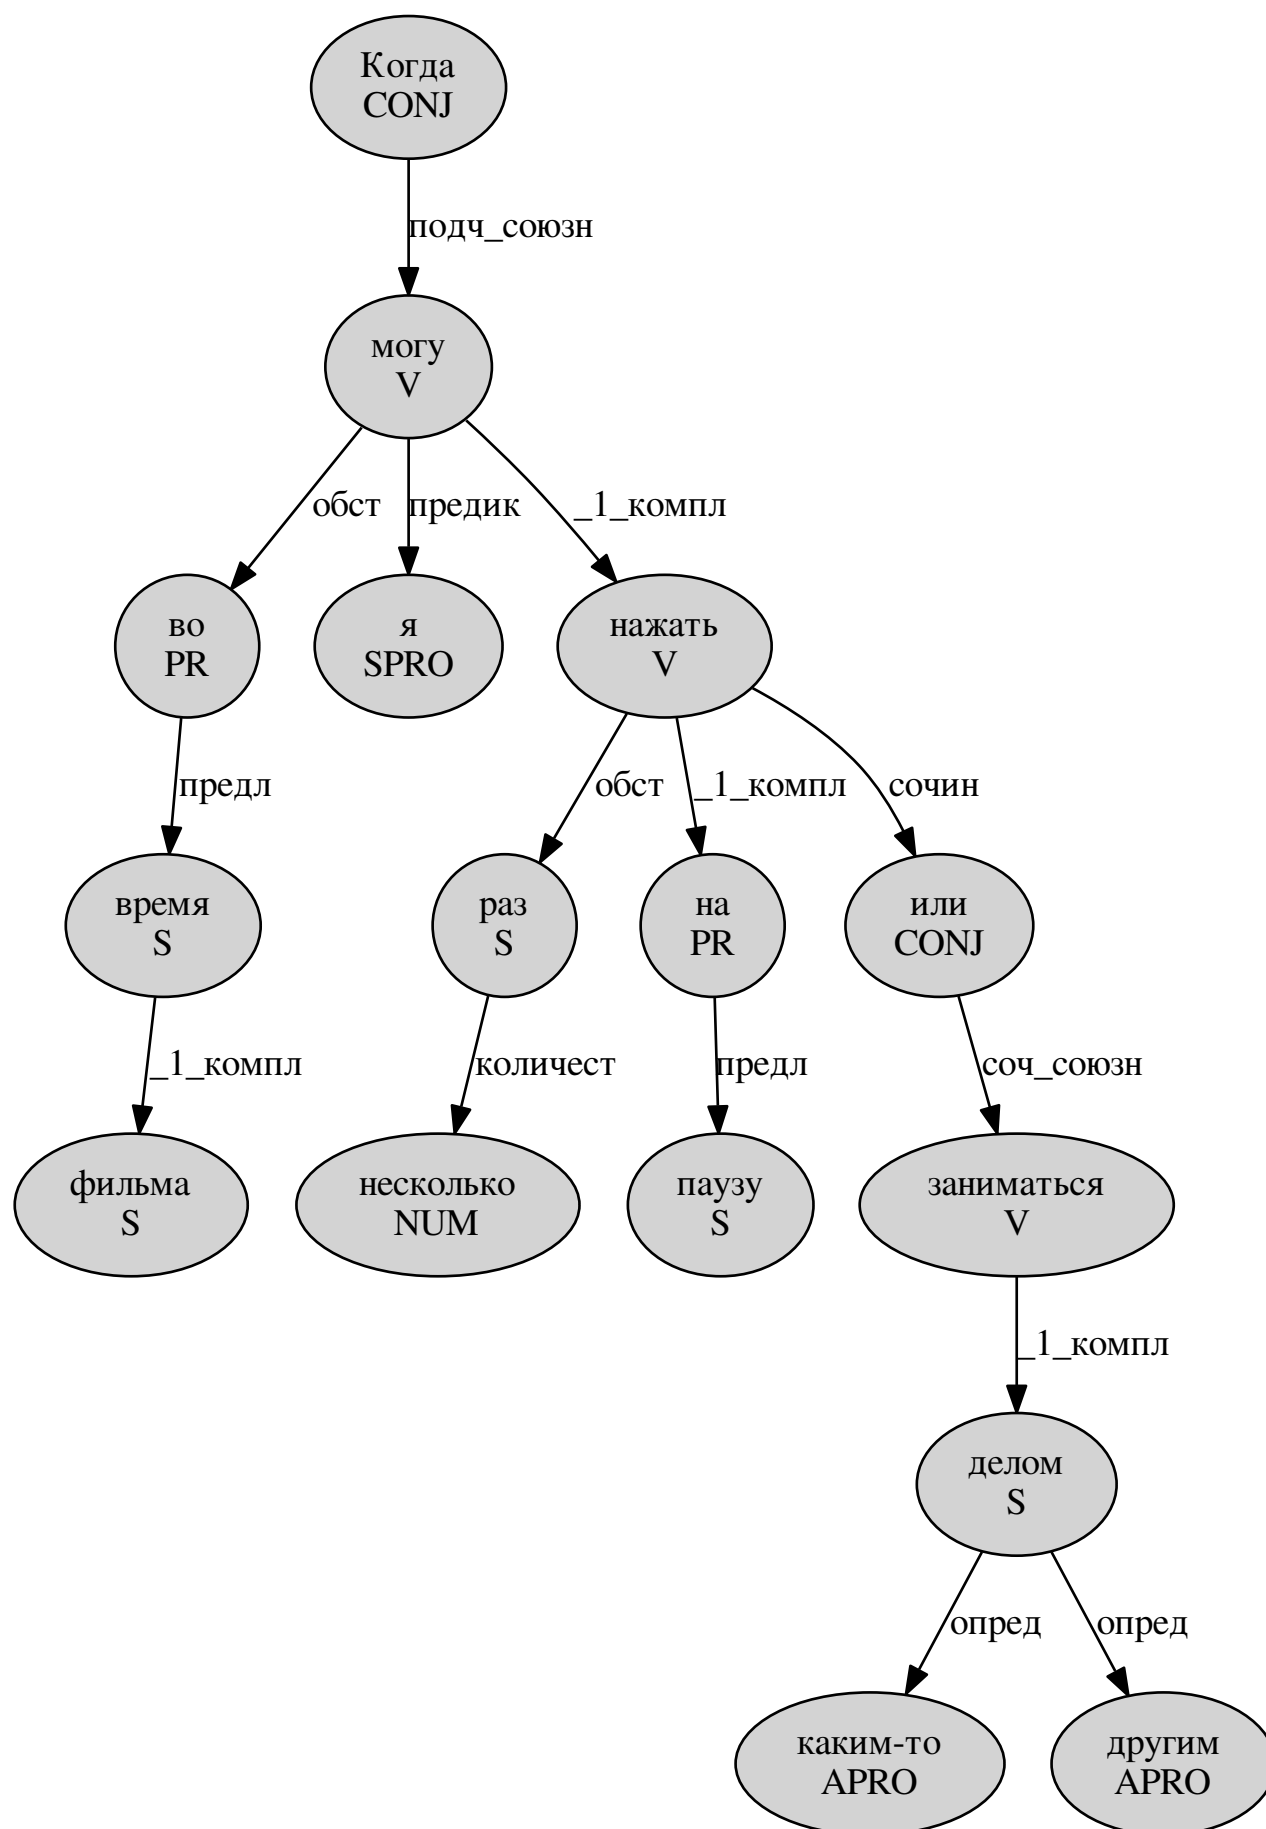 Когда
CONJ
подч_союзн
могу
V
обст
предик
_1_компл
во
PR
я
SPRO
нажать
V
предл
обст
_1_компл
сочин
время
S
раз
S
на
PR
или
CONJ
_1_компл
количест
предл
соч_союзн
фильма
S
несколько
NUM
паузу
S
заниматься
V
_1_компл
делом
S
опред
опред
каким-то
APRO
другим
APRO